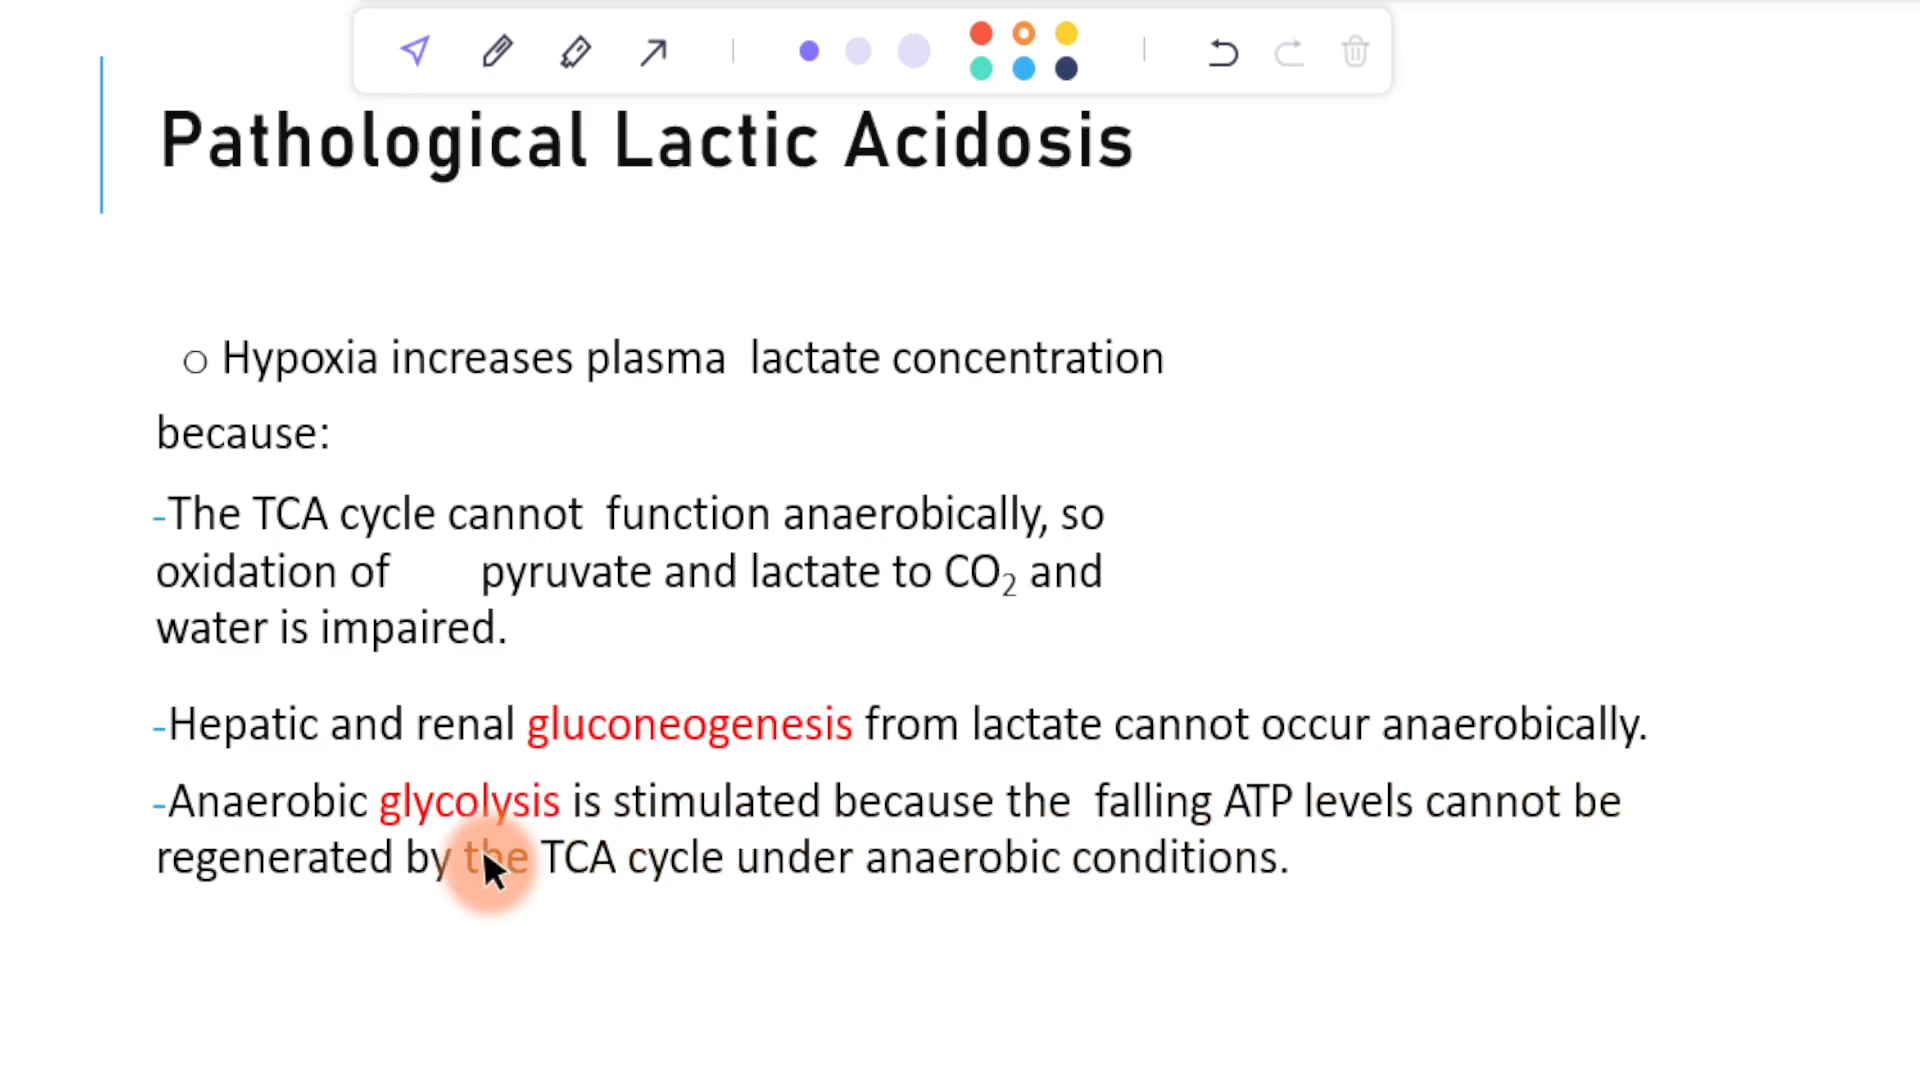 Pathological Lactic Acidosis
o Hypoxia increases plasma lactate concentration
because:
-The TCA cycle cannot function anaerobically, so
oxidation of pyruvate and lactate to CO₂ and
water is impaired.
-Hepatic and renal gluconeogenesis from lactate cannot occur anaerobically.
-Anaerobic glycolysis is stimulated because the falling ATP levels cannot be
regenerated by the TCA cycle under anaerobic conditions.